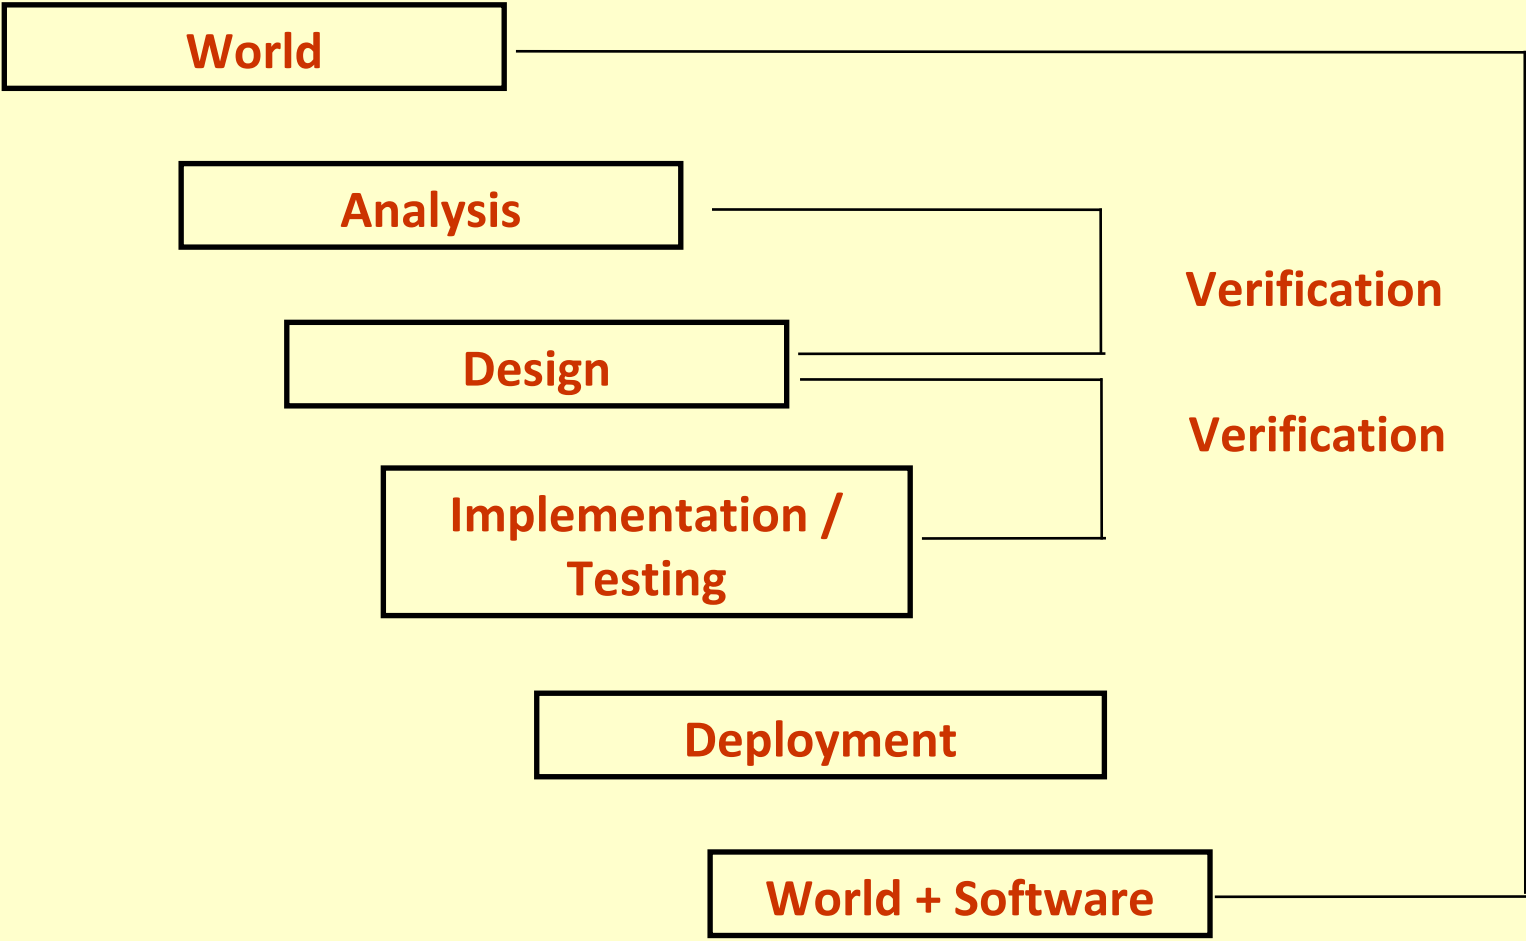 World
Analysis
Verification
Design
Verification
Implementation /
Testing
Deployment
World + Software